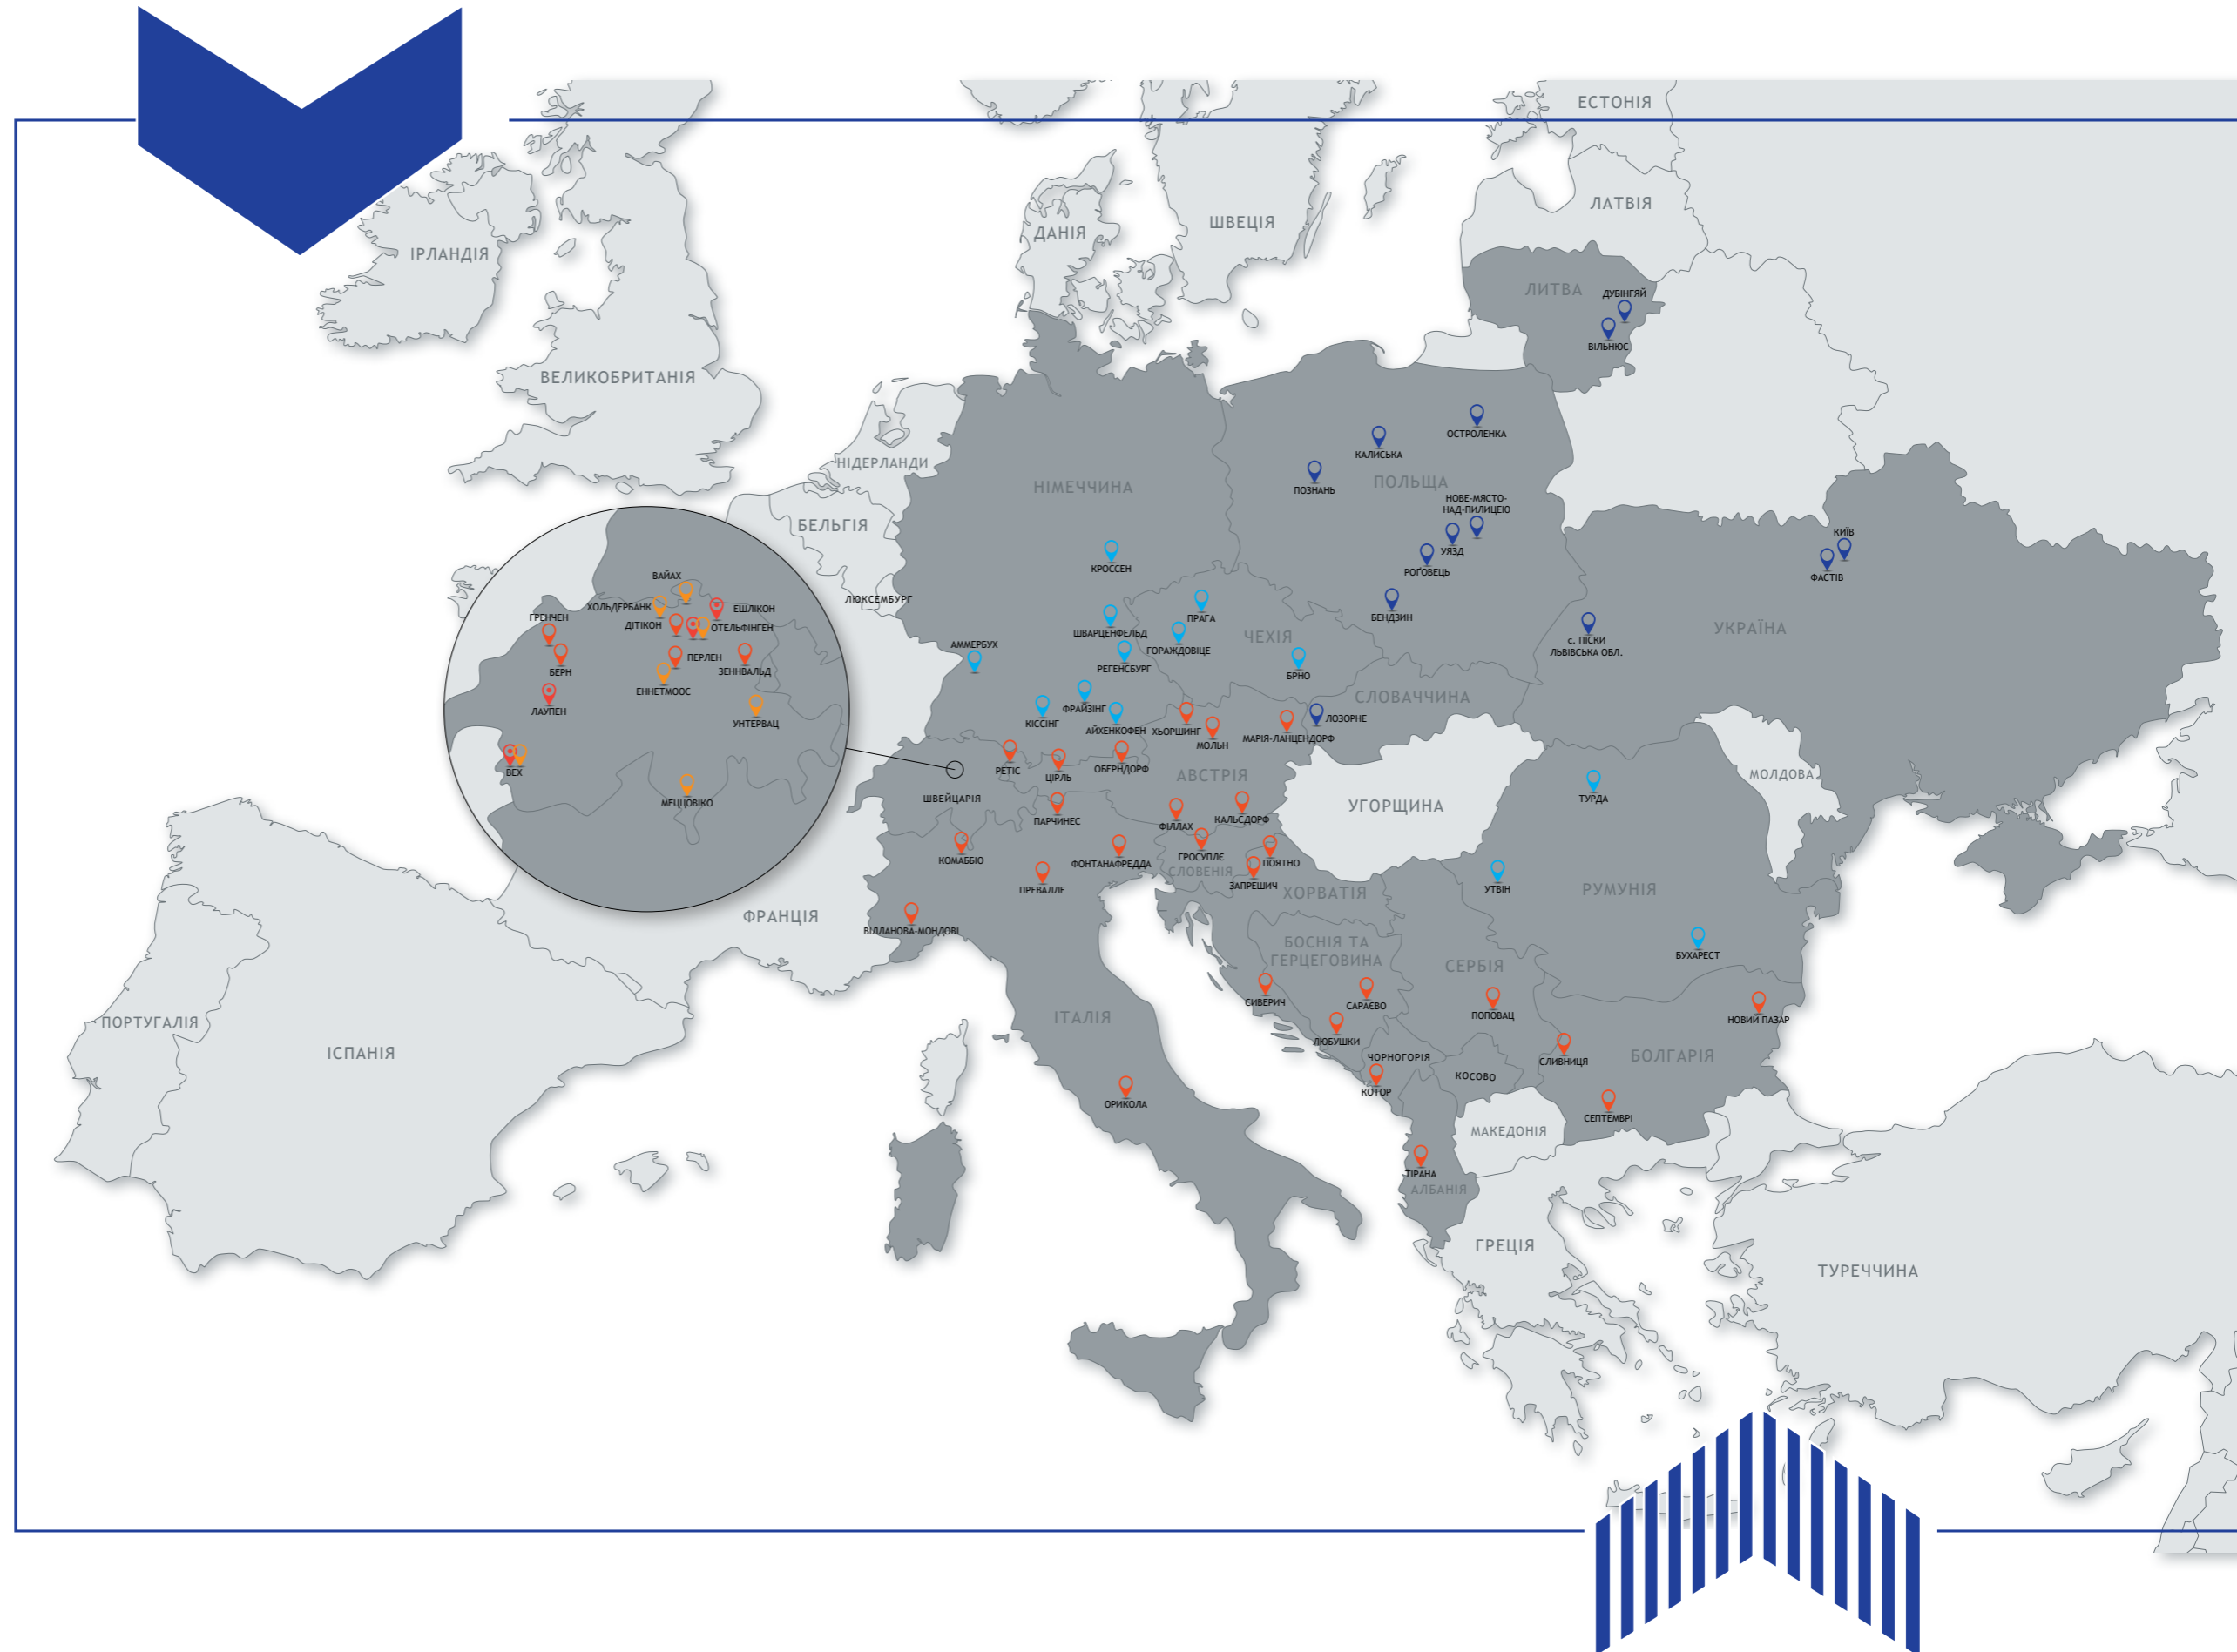 ЕСТОНІЯ
ЛАТВІЯ
ШВЕЦІЯ
ДАНІЯ
ІРЛАНДІЯ
ЛИТВА
ДУБІНГЯЙ
ВІЛЬНЮС
ВЕЛИКОБРИТАНІЯ
ОСТРОЛЕНКА
КАЛИСЬКА
НІДЕРЛАНДИ
ПОЛЬЩА
НІМЕЧЧИНА
ПОЗНАНЬ
НОВЕ-МЯСТО-
НАД-ПИЛИЦЕЮ
БЕЛЬГІЯ
КИЇВ
УЯЗД
КРОССЕН
РОГОВЕЦЬ
ФАСТІВ
ВАЙАХ
ЛЮКСЕМБУРГ
ХОЛЬДЕРБАНК
ЕШЛІКОН
ГРЕНЧЕН
ДІТІКОН
ОТЕЛЬФІНГЕН
ПРАГА
БЕНДЗИН
ШВАРЦЕНФЕЛЬД
ЧЕХІЯ
УКРАЇНА
с. ПІСКИ
ЛЬВІВСЬКА ОБЛ.
АММЕРБУХ
ГОРАЖДОВІЦЕ
ПЕРЛЕН
БЕРН
ЗЕННВАЛЬД
РЕГЕНСБУРГ
БРНО
ЕННЕТМООС
СЛОВАЧЧИНА
ЛАУПЕН
ФРАЙЗІНГ
УНТЕРВАЦ
КІССІНГ
АЙХЕНКОФЕН
ХЬОРШИНГ
ЛОЗОРНЕ
МАРІЯ-ЛАНЦЕНДОРФ
МОЛЬН
ВЕХ
РЕТІС
ЦІРЛЬ
ОБЕРНДОРФ
АВСТРІЯ
МОЛДОВА
МЕЦЦОВІКО
ШВЕЙЦАРІЯ
ТУРДА
УГОРЩИНА
ПАРЧИНЕС
ФІЛЛАХ
КАЛЬСДОРФ
КОМАББІО
ФОНТАНАФРЕДДА
ГРОСУПЛЄ
ПОЯТНО
СЛОВЕНІЯ
ПРЕВАЛЛЕ
ЗАПРЕШИЧ
УТВІН
РУМУНІЯ
ХОРВАТІЯ
ФРАНЦІЯ
ВІЛЛАНОВА-МОНДОВІ
БОСНІЯ ТА
ГЕРЦЕГОВИНА
СЕРБІЯ
БУХАРЕСТ
СИВЕРИЧ
САРАЄВО
ПОПОВАЦ
НОВИЙ ПАЗАР
ПОРТУГАЛІЯ
ІТАЛІЯ
ЛЮБУШКИ
ІСПАНІЯ
ЧОРНОГОРІЯ
СЛИВНИЦЯ
БОЛГАРІЯ
КОСОВО
КОТОР
ОРИКОЛА
СЕПТЕМВРІ
МАКЕДОНІЯ
ТІРАНА
АЛБАНІЯ
ГРЕЦІЯ
ТУРЕЧЧИНА